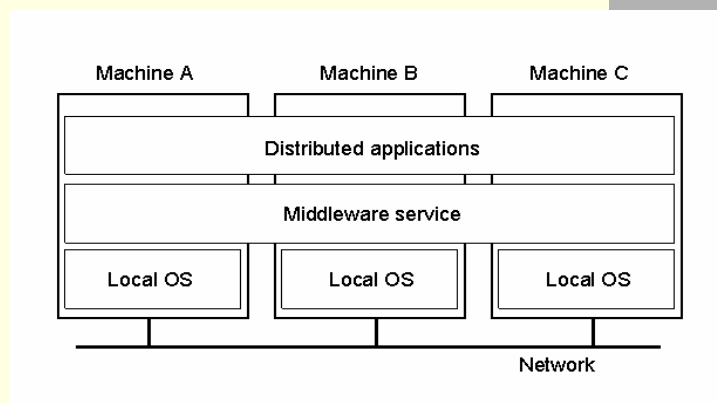 Machine A Machine B Machine C
Distributed applications
Middleware service
Local OS Local OS Local OS
Network